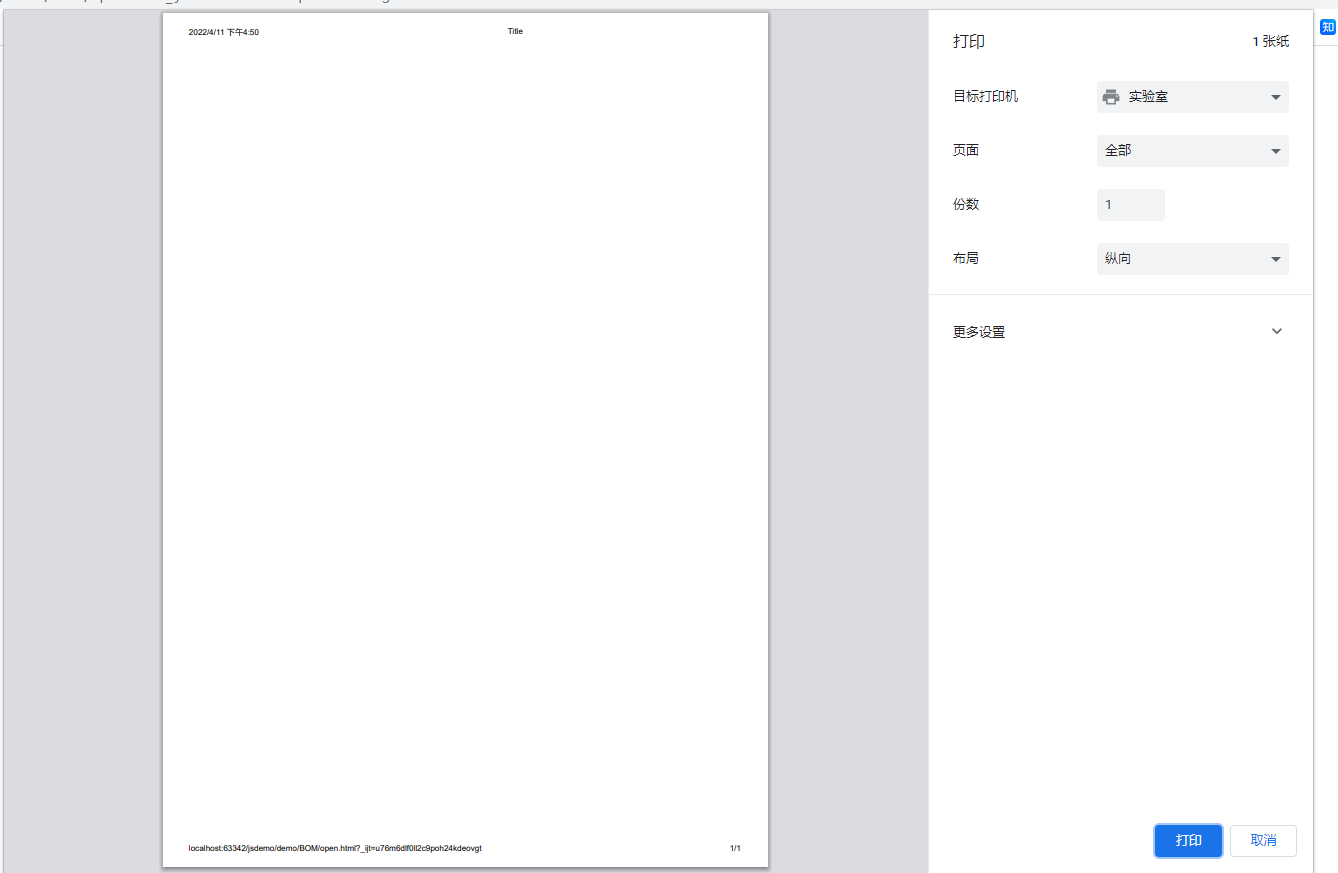 2022/4/11 下午4:50
Title
localhost:63342/jsdemo/demo/BOM/open.html?_ijt=u76m6dlf0ll2c9poh24kdeovgt
1/1
打印
1 张纸
目标打印机
实验室
页面
全部
份数
1
布局
纵向
更多设置
打印
取消
知